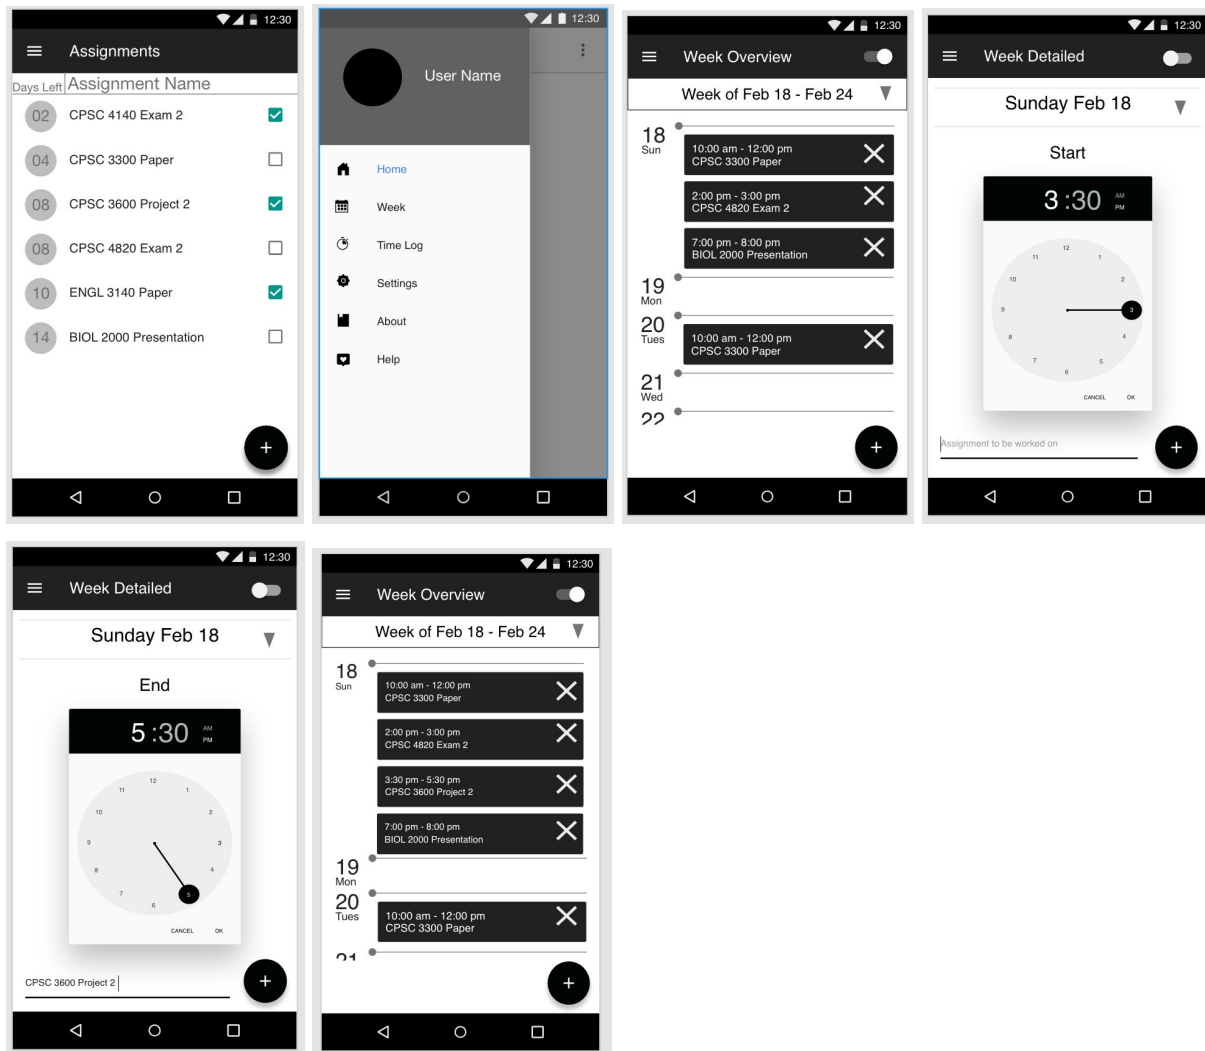 12:30
Assignments
Days Left Assignment Name
02 CPSC 4140 Exam 2
04 CPSC 3300 Paper
08 CPSC 3600 Project 2
08 CPSC 4820 Exam 2
10 ENGL 3140 Paper
14 BIOL 2000 Presentation
+
12:30
User Name
Home
Week
Time Log
Settings
About
Help
12:30
Week Overview
Week of Feb 18 - Feb 24
18
Sun
10:00 am - 12:00 pm
CPSC 3300 Paper
2:00 pm - 3:00 pm
CPSC 4820 Exam 2
7:00 pm - 8:00 pm
BIOL 2000 Presentation
19
Mon
20
Tues
10:00 am - 12:00 pm
CPSC 3300 Paper
21
Wed
22
+
12:30
Week Detailed
Sunday Feb 18
Start
3:30 AM
PM
12
11 1
10 2
9 3
8 4
7 5
6
CANCEL OK
Assignment to be worked on
+
12:30
Week Detailed
Sunday Feb 18
End
5:30 AM
PM
12
11 1
10 2
9 3
8 4
7 5
6
CANCEL OK
CPSC 3600 Project 2
+
12:30
Week Overview
Week of Feb 18 - Feb 24
18
Sun
10:00 am - 12:00 pm
CPSC 3300 Paper
2:00 pm - 3:00 pm
CPSC 4820 Exam 2
3:30 pm - 5:30 pm
CPSC 3600 Project 2
7:00 pm - 8:00 pm
BIOL 2000 Presentation
19
Mon
20
Tues
10:00 am - 12:00 pm
CPSC 3300 Paper
21
+